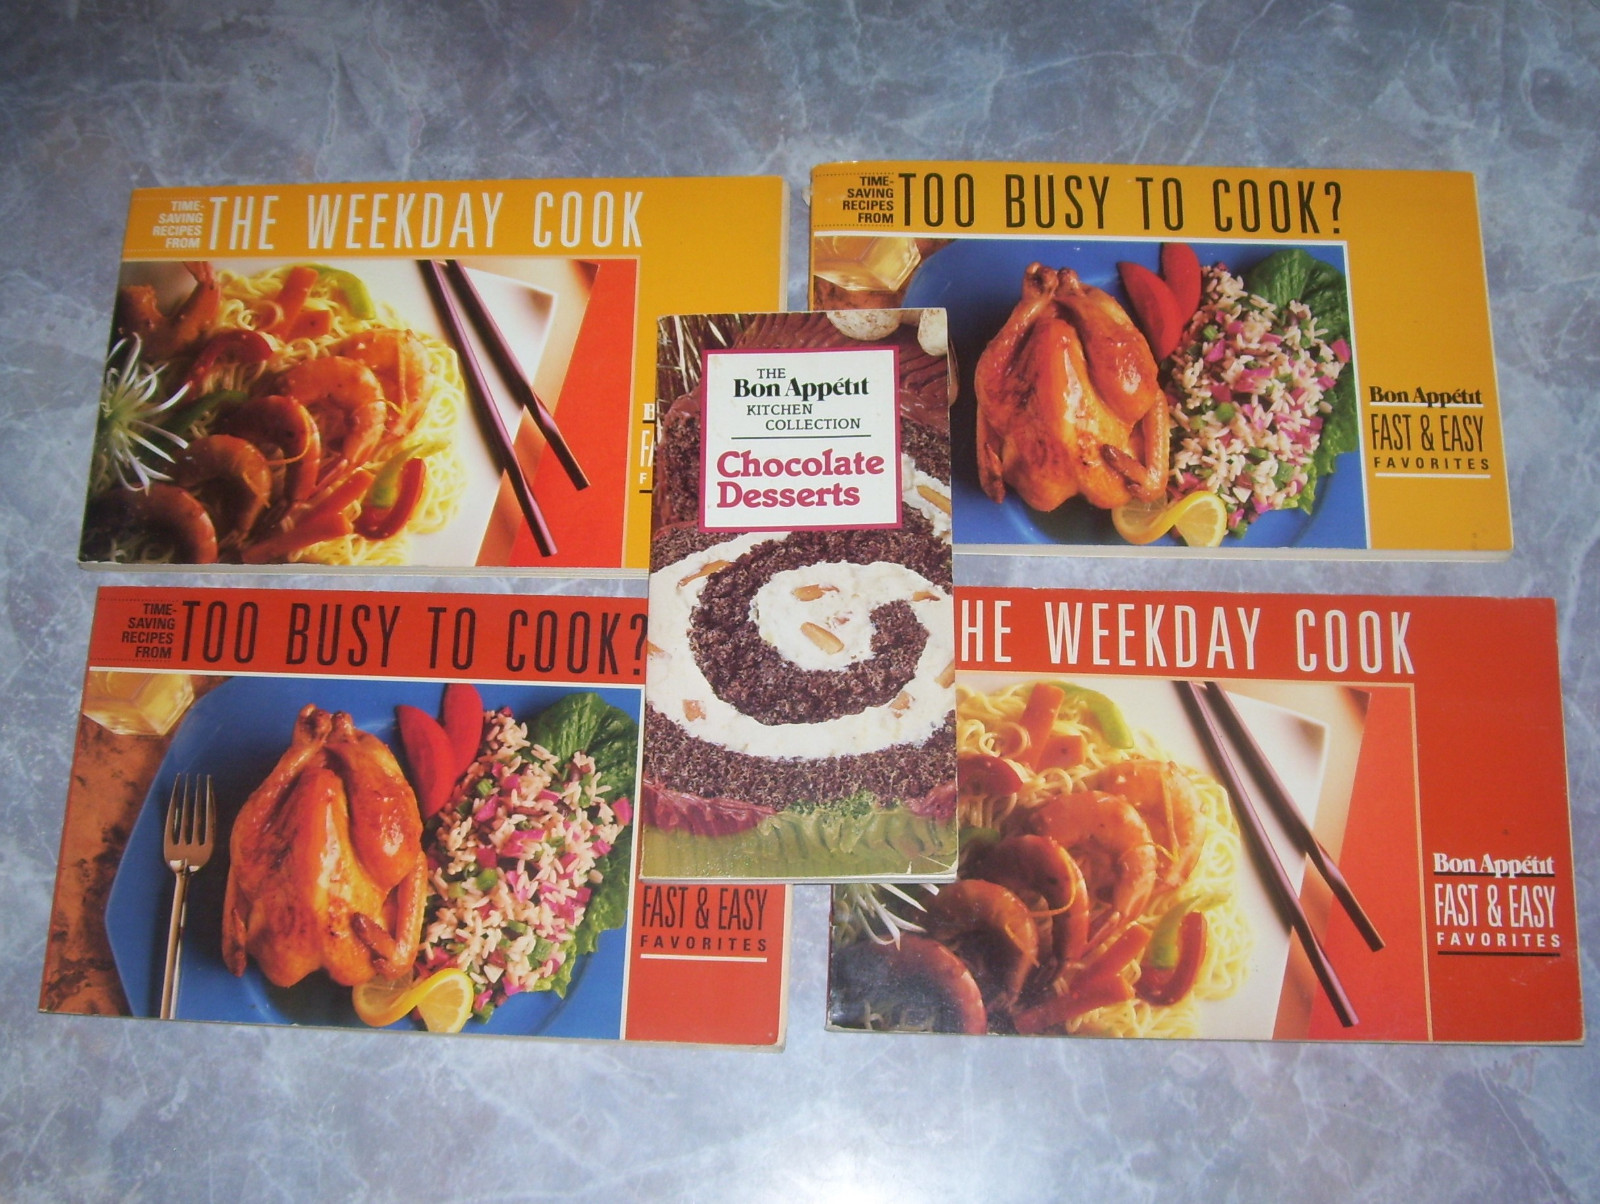 TIME-
SAVING
RECIPES
FROM
THE WEEKDAY COOK
TIME-
SAVING
RECIPES
FROM
TOO BUSY TO COOK?
Bon Appétit
FAST & EASY
FAVORITES
THE
Bon Appétit
KITCHEN
COLLECTION
Chocolate
Desserts
TIME-
SAVING
RECIPES
FROM
TOO BUSY TO COOK?
FAST & EASY
FAVORITES
HE WEEKDAY COOK
Bon Appétit
FAST & EASY
FAVORITES